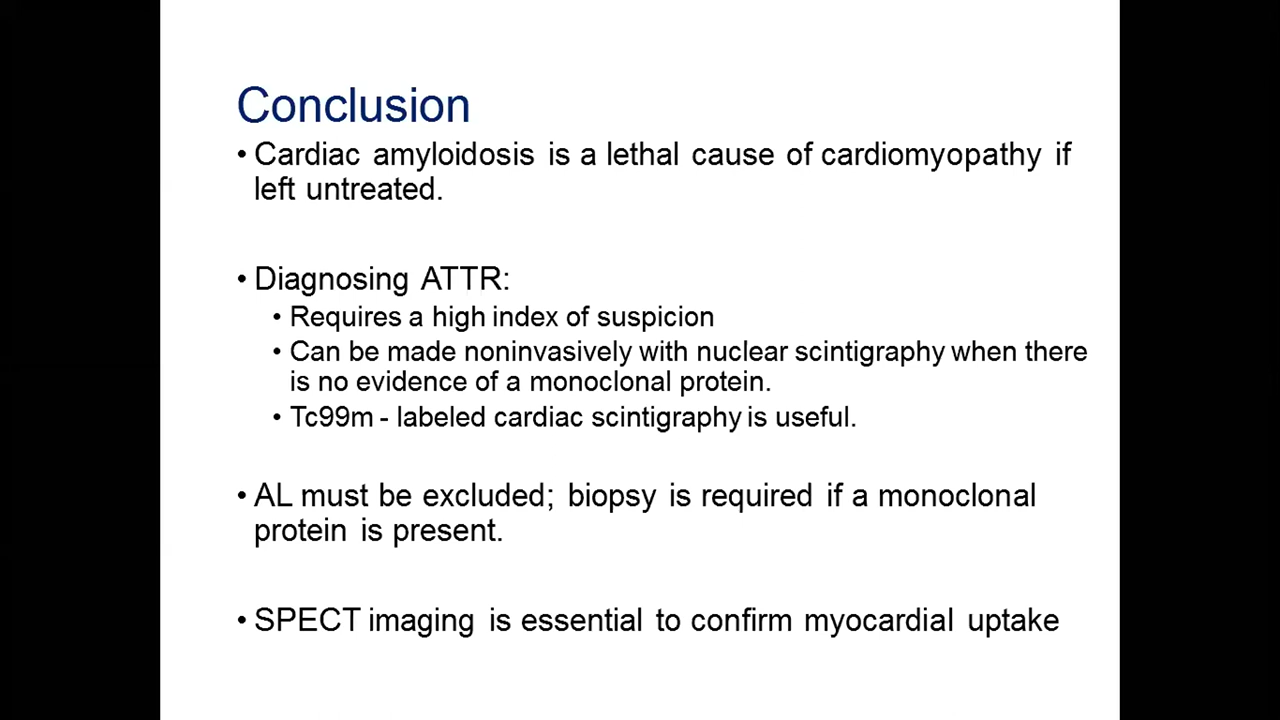 Conclusion
• Cardiac amyloidosis is a lethal cause of cardiomyopathy if
left untreated.
• Diagnosing ATTR:
• Requires a high index of suspicion
• Can be made noninvasively with nuclear scintigraphy when there
is no evidence of a monoclonal protein.
• Tc99m - labeled cardiac scintigraphy is useful.
• AL must be excluded; biopsy is required if a monoclonal
protein is present.
• SPECT imaging is essential to confirm myocardial uptake